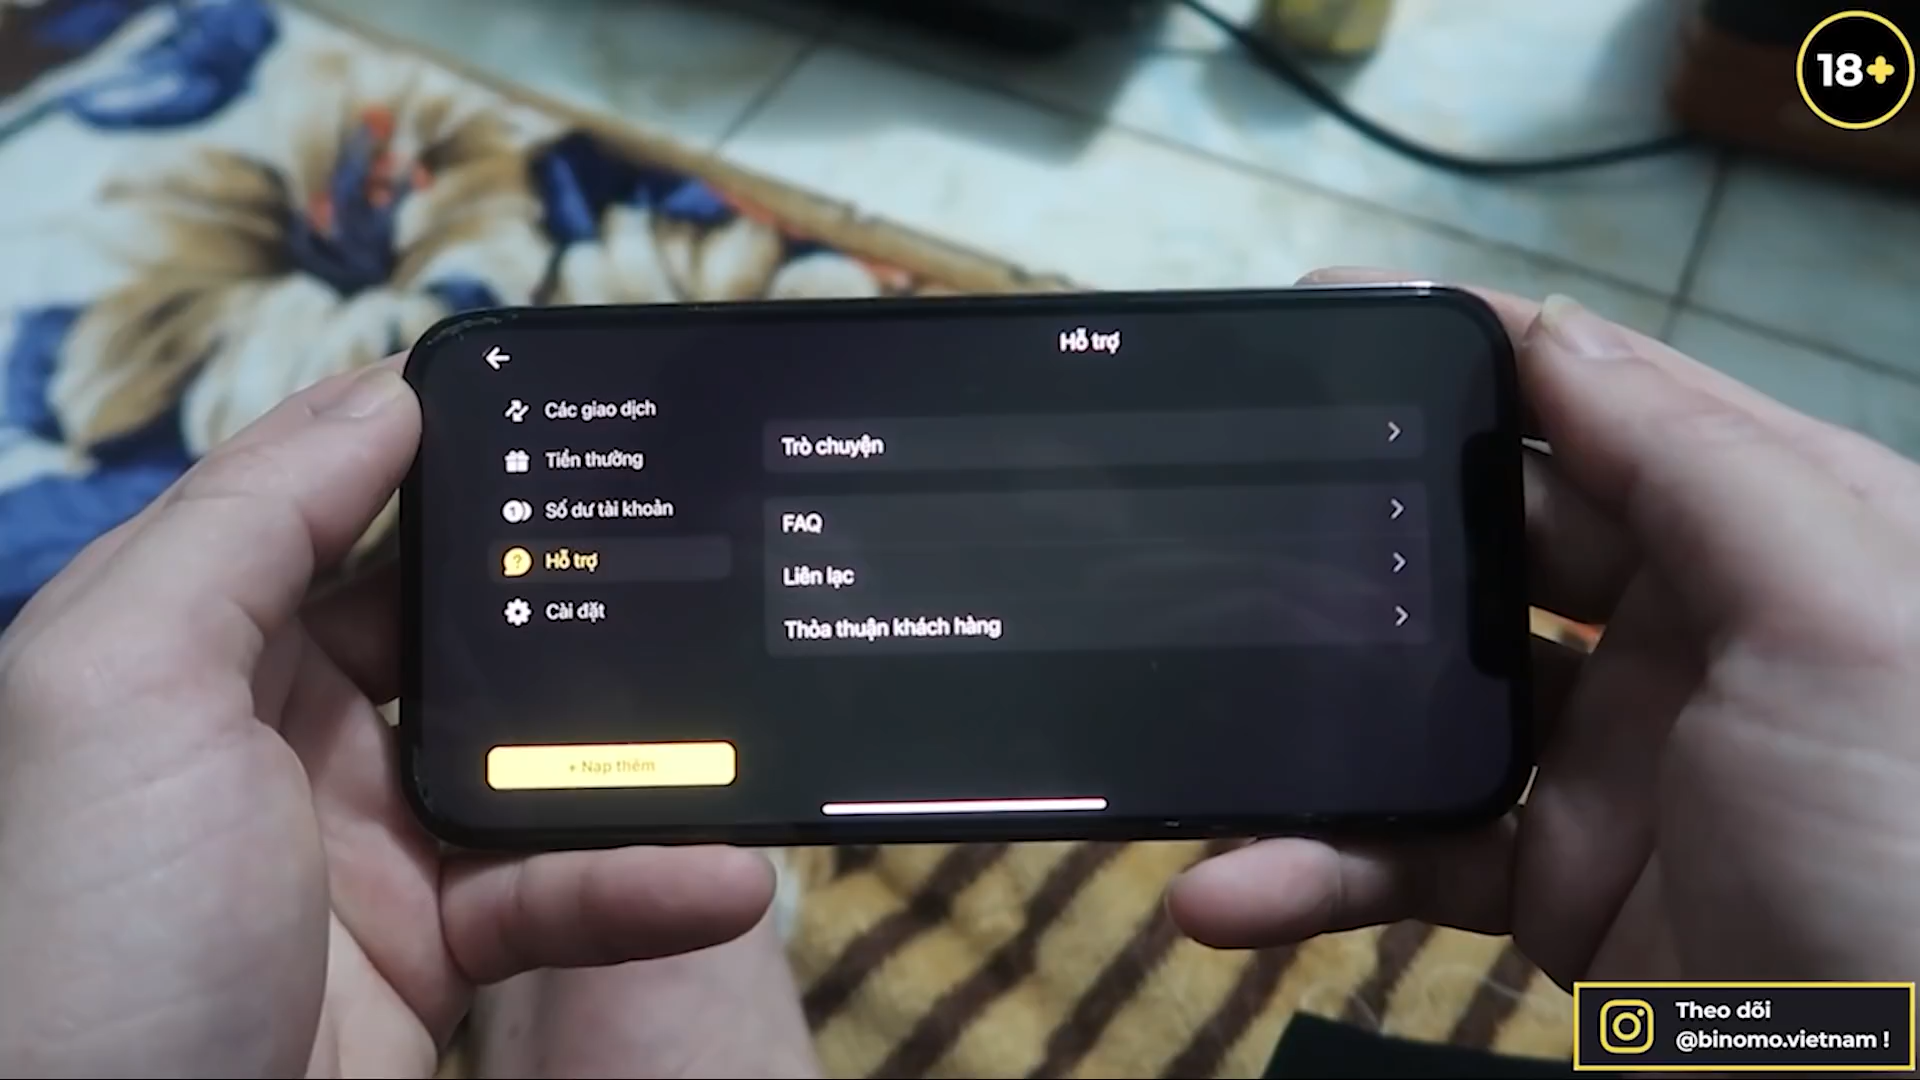 18+
Hỗ trợ
Các giao dịch
Tiền thưởng
Số dư tài khoản
Hỗ trợ
Cài đặt
+ Nạp thêm
Trò chuyện
FAQ
Liên lạc
Thỏa thuận khách hàng
Theo dõi
@binomo.vietnam !